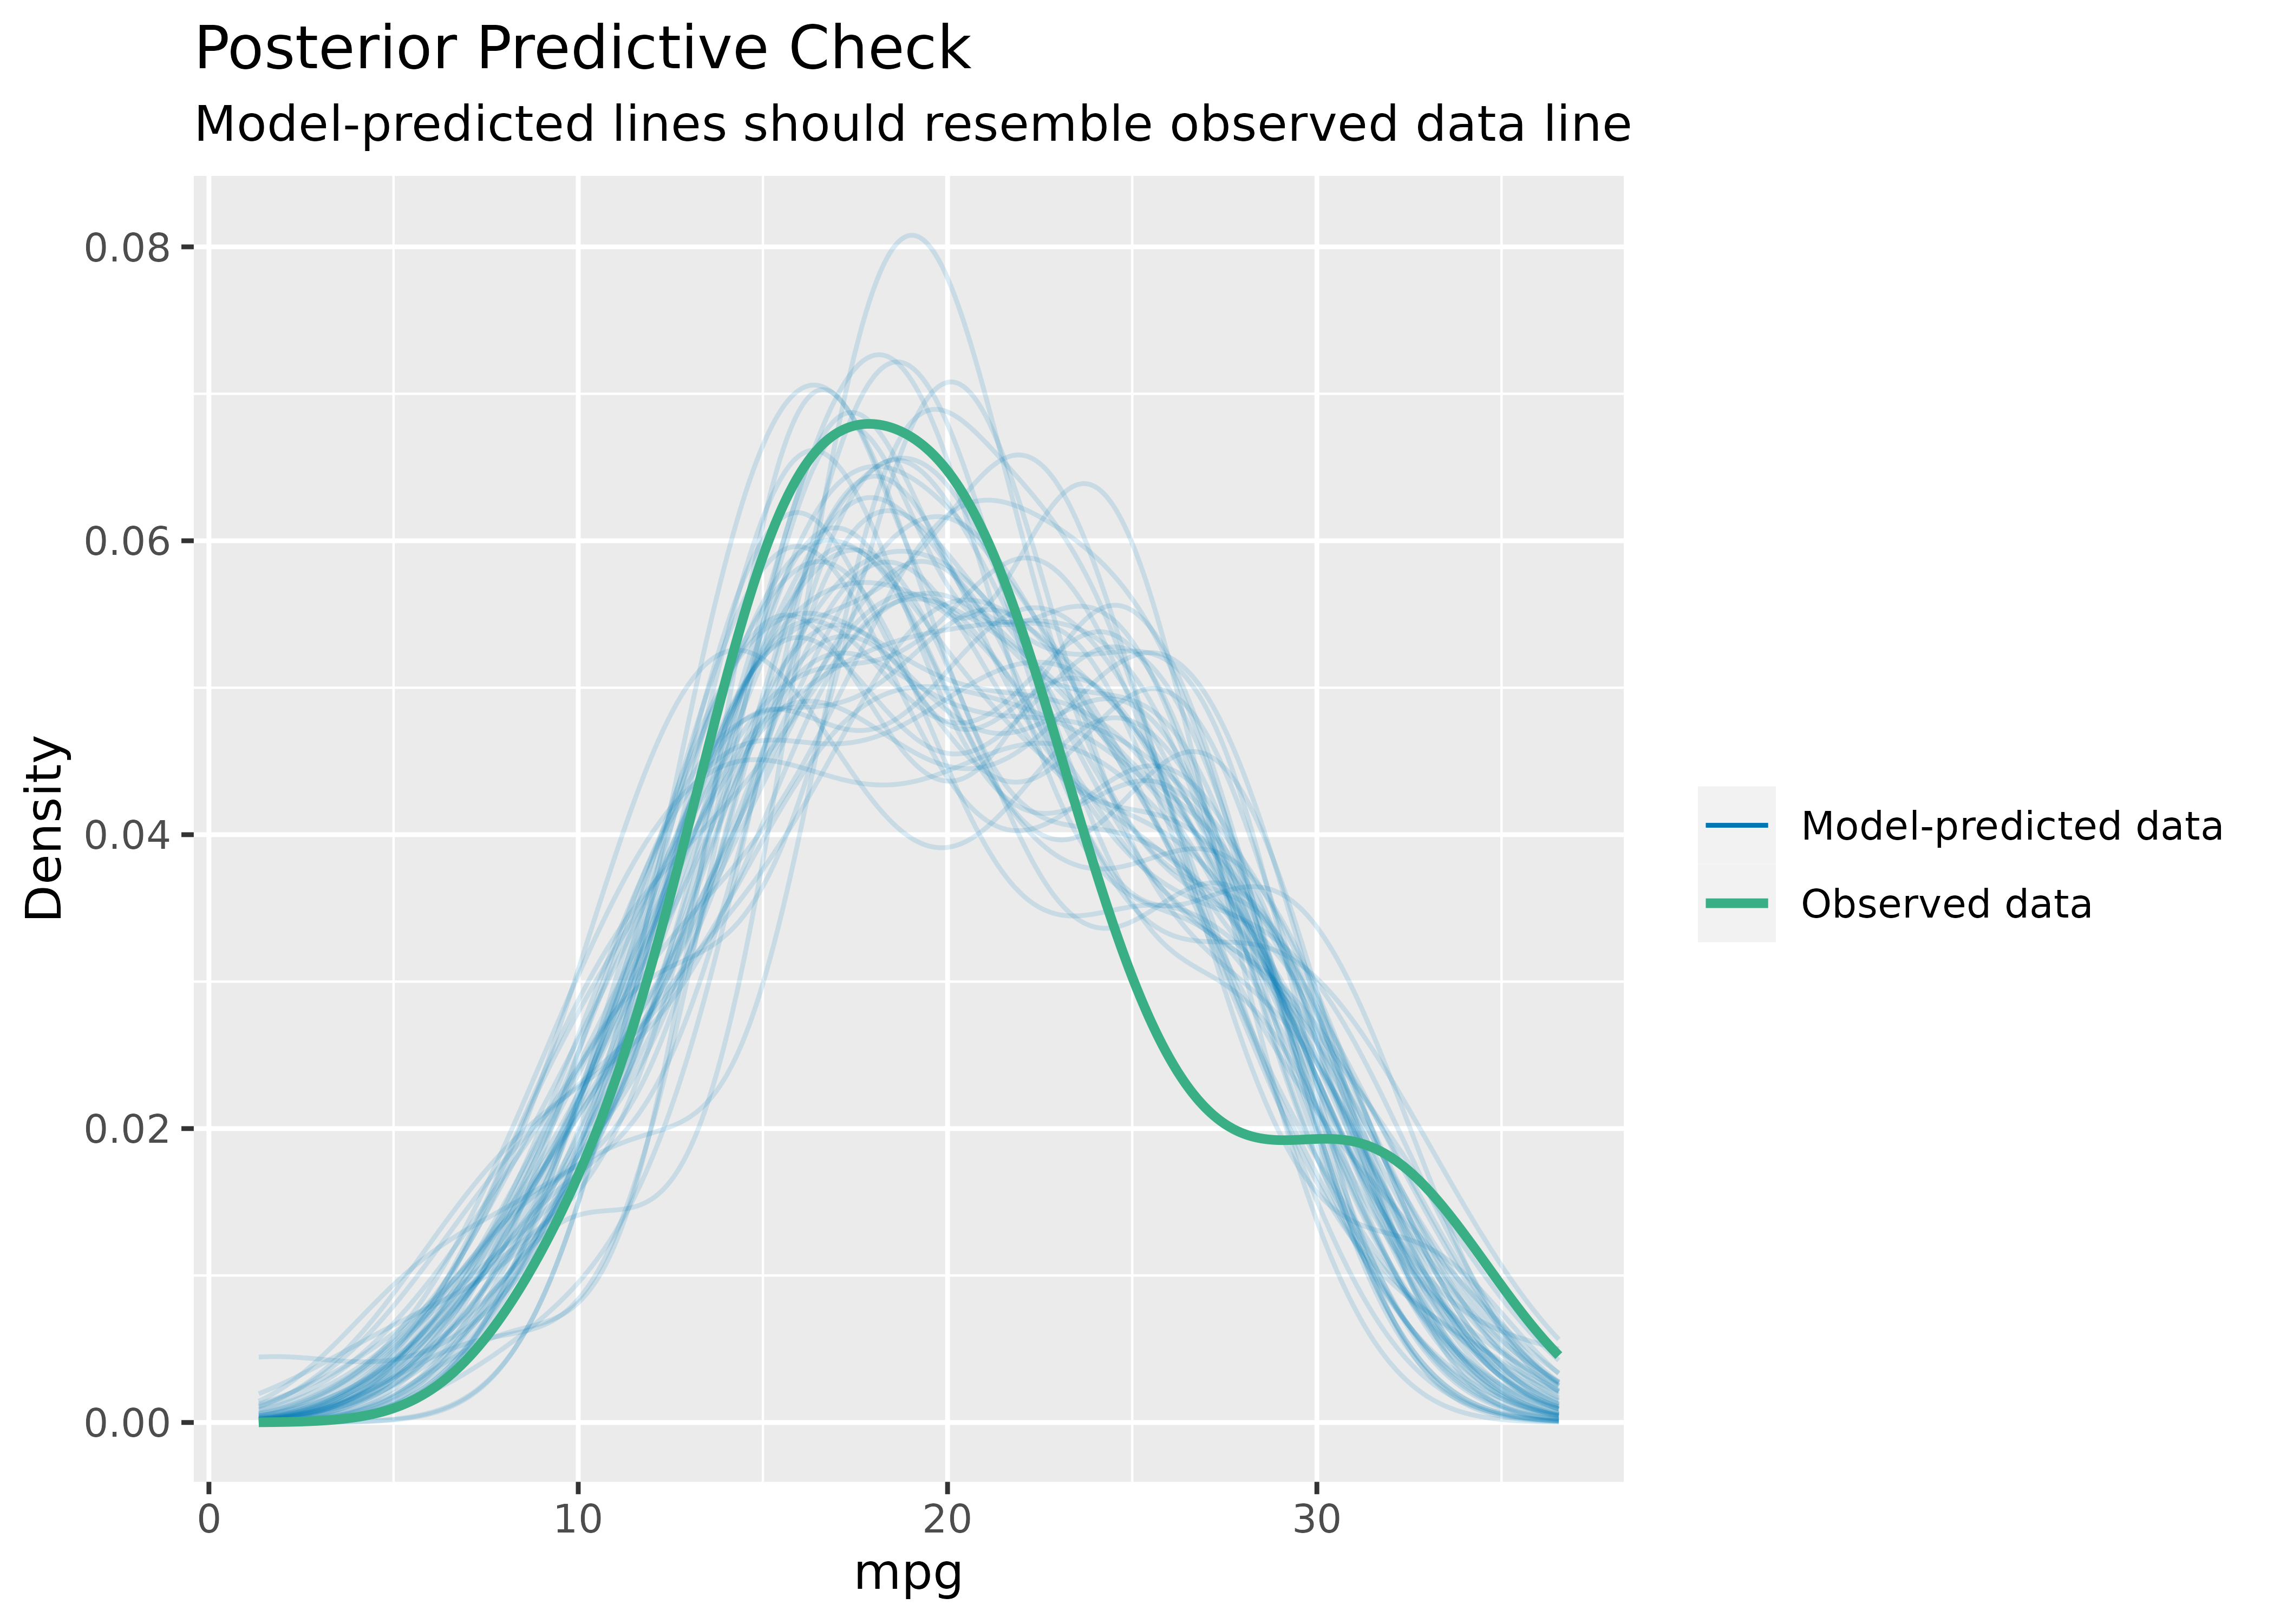 Posterior Predictive Check
Model-predicted lines should resemble observed data line
Density
0.08
0.06
0.04
0.02
0.00
0
10
20
30
mpg
Model-predicted data
Observed data